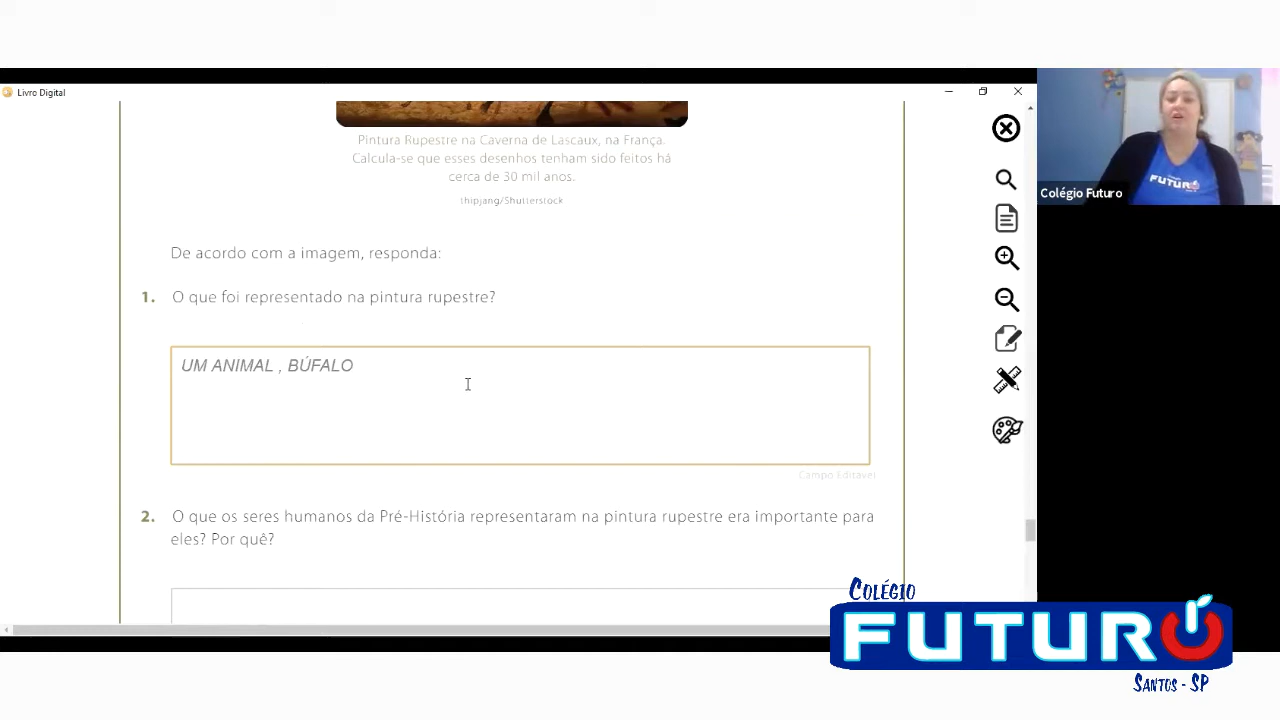 Livro Digital
Pintura Rupestre na Caverna de Lascaux, na França.
Calcula-se que esses desenhos tenham sido feitos há
cerca de 30 mil anos.
thipjang/Shutterstock
De acordo com a imagem, responda:
1. O que foi representado na pintura rupestre?
UM ANIMAL , BÚFALO
Campo Editável
2. O que os seres humanos da Pré-História representaram na pintura rupestre era importante para
eles? Por quê?
FUTURO
Colégio Futuro
COLÉGIO
FUTURO
SANTOS - SP